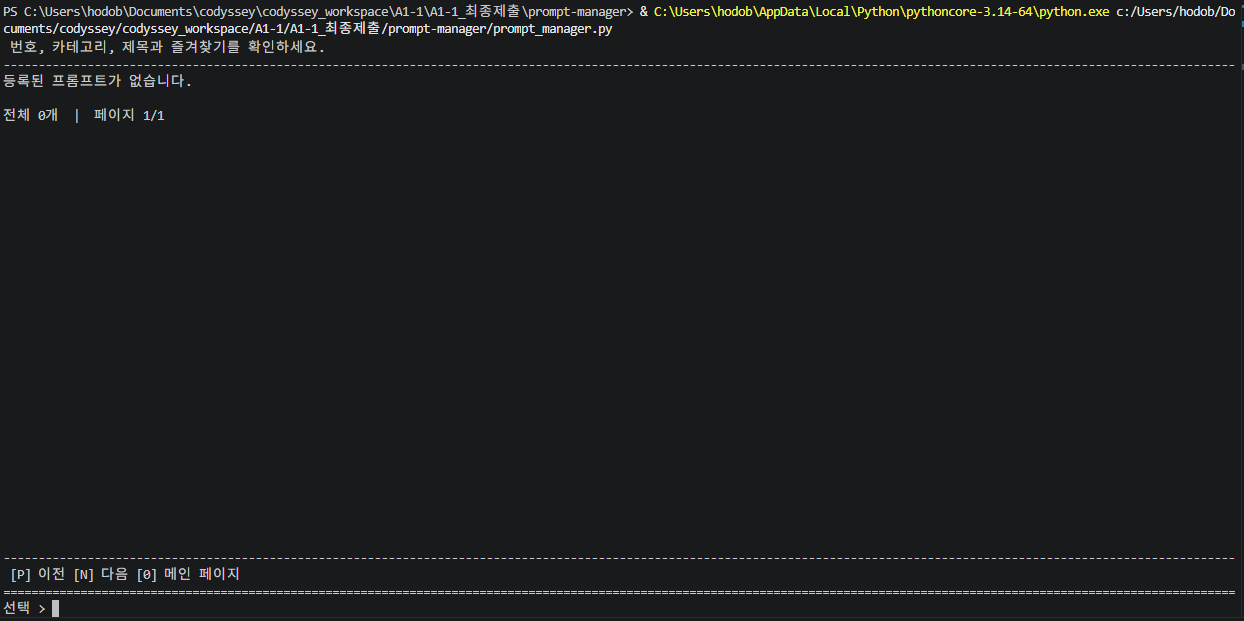 PS C:\Users\hodob\Documents\codyssey\codyssey_workspace\A1-1\A1-1_최종제출\prompt-manager> & C:\Users\hodob\AppData\Local\Python\pythoncore-3.14-64\python.exe c:/Users/hodob/Do
cuments/codyssey/codyssey_workspace/A1-1/A1-1_최종제출/prompt-manager/prompt_manager.py
번호, 카테고리, 제목과 즐겨찾기를 확인하세요.
등록된 프롬프트가 없습니다.
전체 0개 | 페이지 1/1
[P] 이전 [N] 다음 [0] 메인 페이지
선택 >